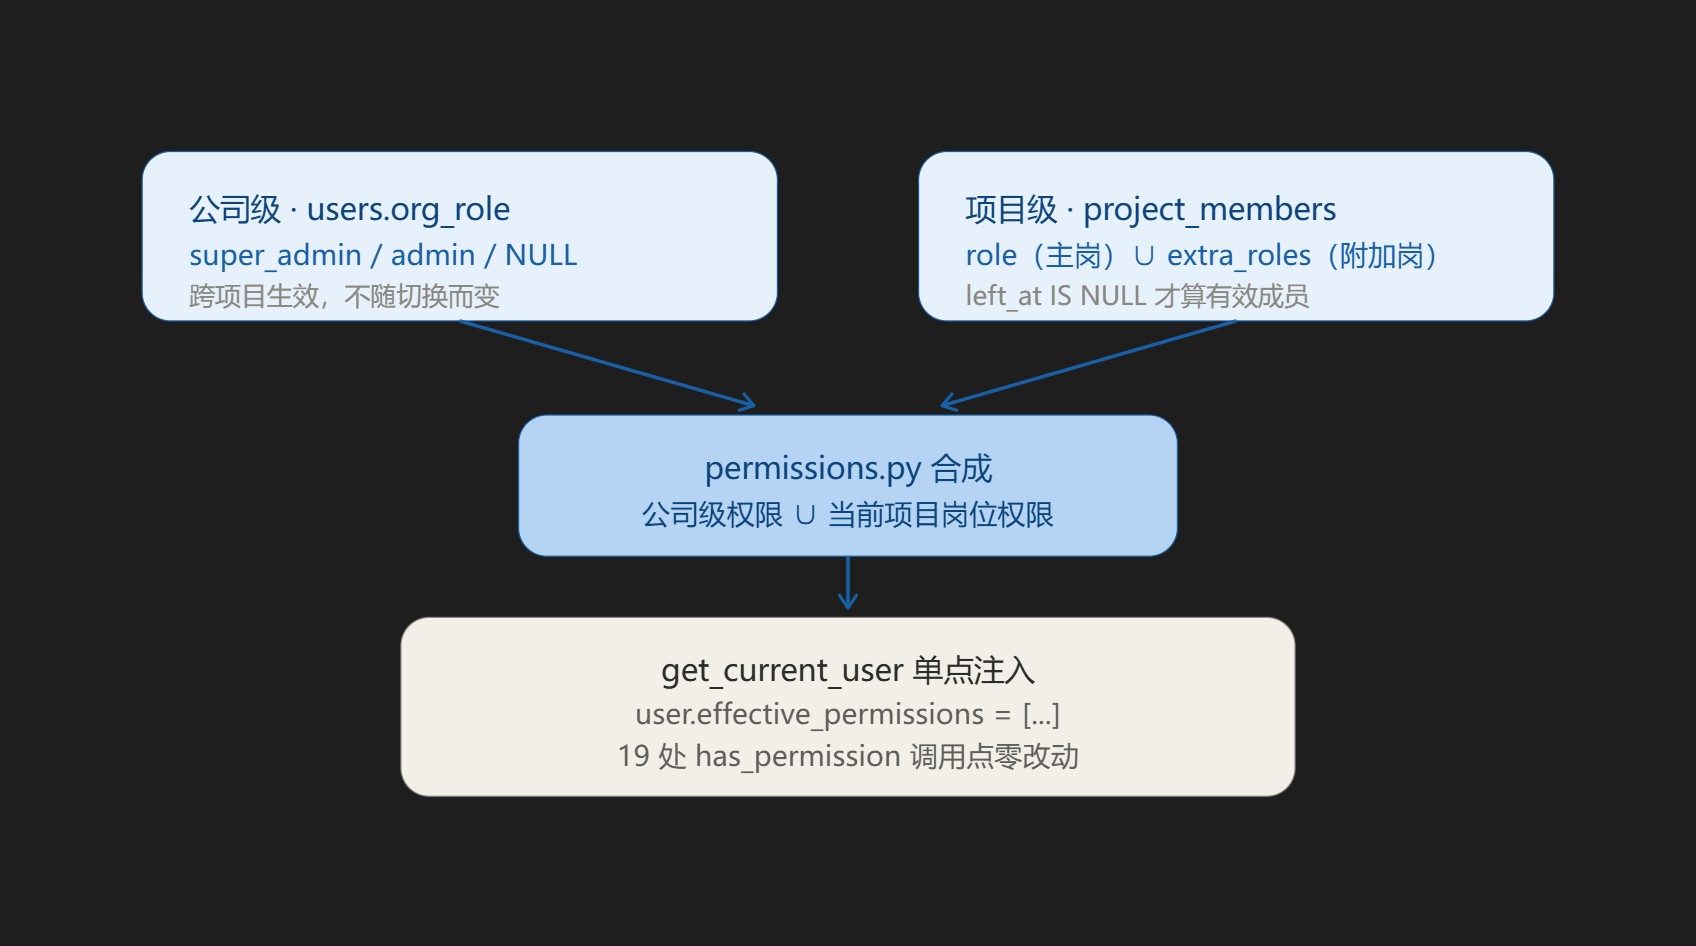 公司级 · users.org_role
super_admin / admin / NULL
跨项目生效，不随切换而变
项目级 · project_members
role（主岗）∪ extra_roles（附加岗）
left_at IS NULL 才算有效成员
permissions.py 合成
公司级权限 ∪ 当前项目岗位权限
get_current_user 单点注入
user.effective_permissions = [...]
19 处 has_permission 调用点零改动